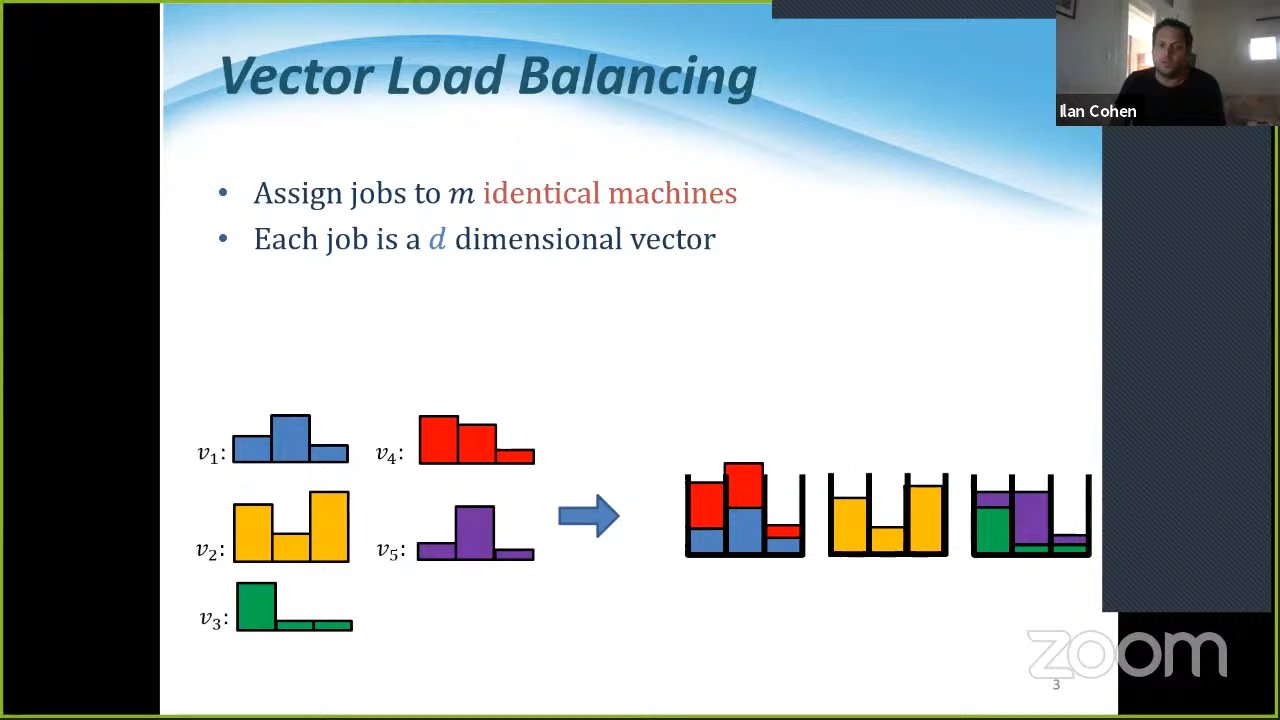 Vector Load Balancing
Ilan Cohen
• Assign jobs to m identical machines
• Each job is a d dimensional vector
v₁:
v₄:
v₂:
v₅:
v₃:
zoom
3